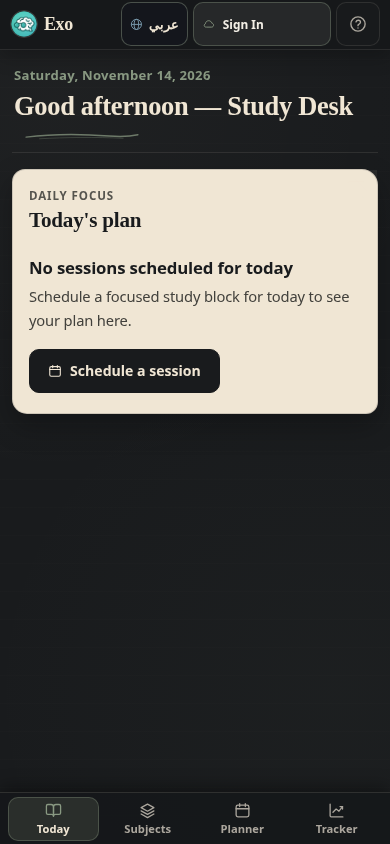 Exo
عربي
Sign In
Saturday, November 14, 2026
Good afternoon — Study Desk
DAILY FOCUS
Today's plan
No sessions scheduled for today
Schedule a focused study block for today to see
your plan here.
Schedule a session
Today
Subjects
Planner
Tracker